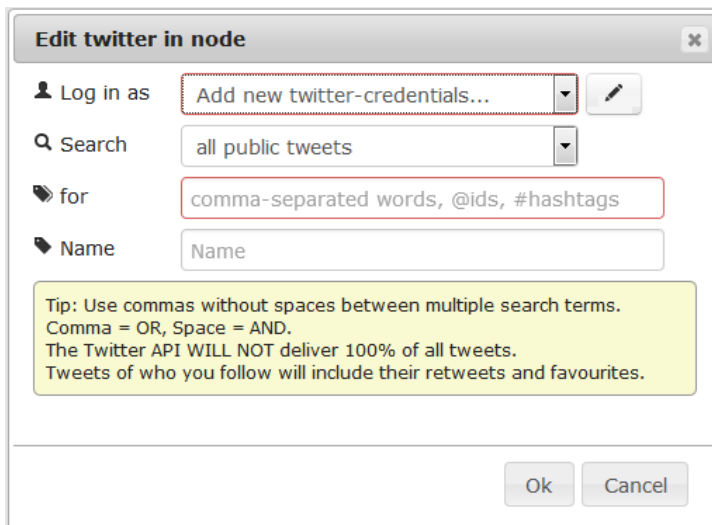 Edit twitter in node
Log in as Add new twitter-credentials...
Search all public tweets
for comma-separated words, @ids, #hashtags
Name Name
Tip: Use commas without spaces between multiple search terms.
Comma = OR, Space = AND.
The Twitter API WILL NOT deliver 100% of all tweets.
Tweets of who you follow will include their retweets and favourites.
Ok Cancel